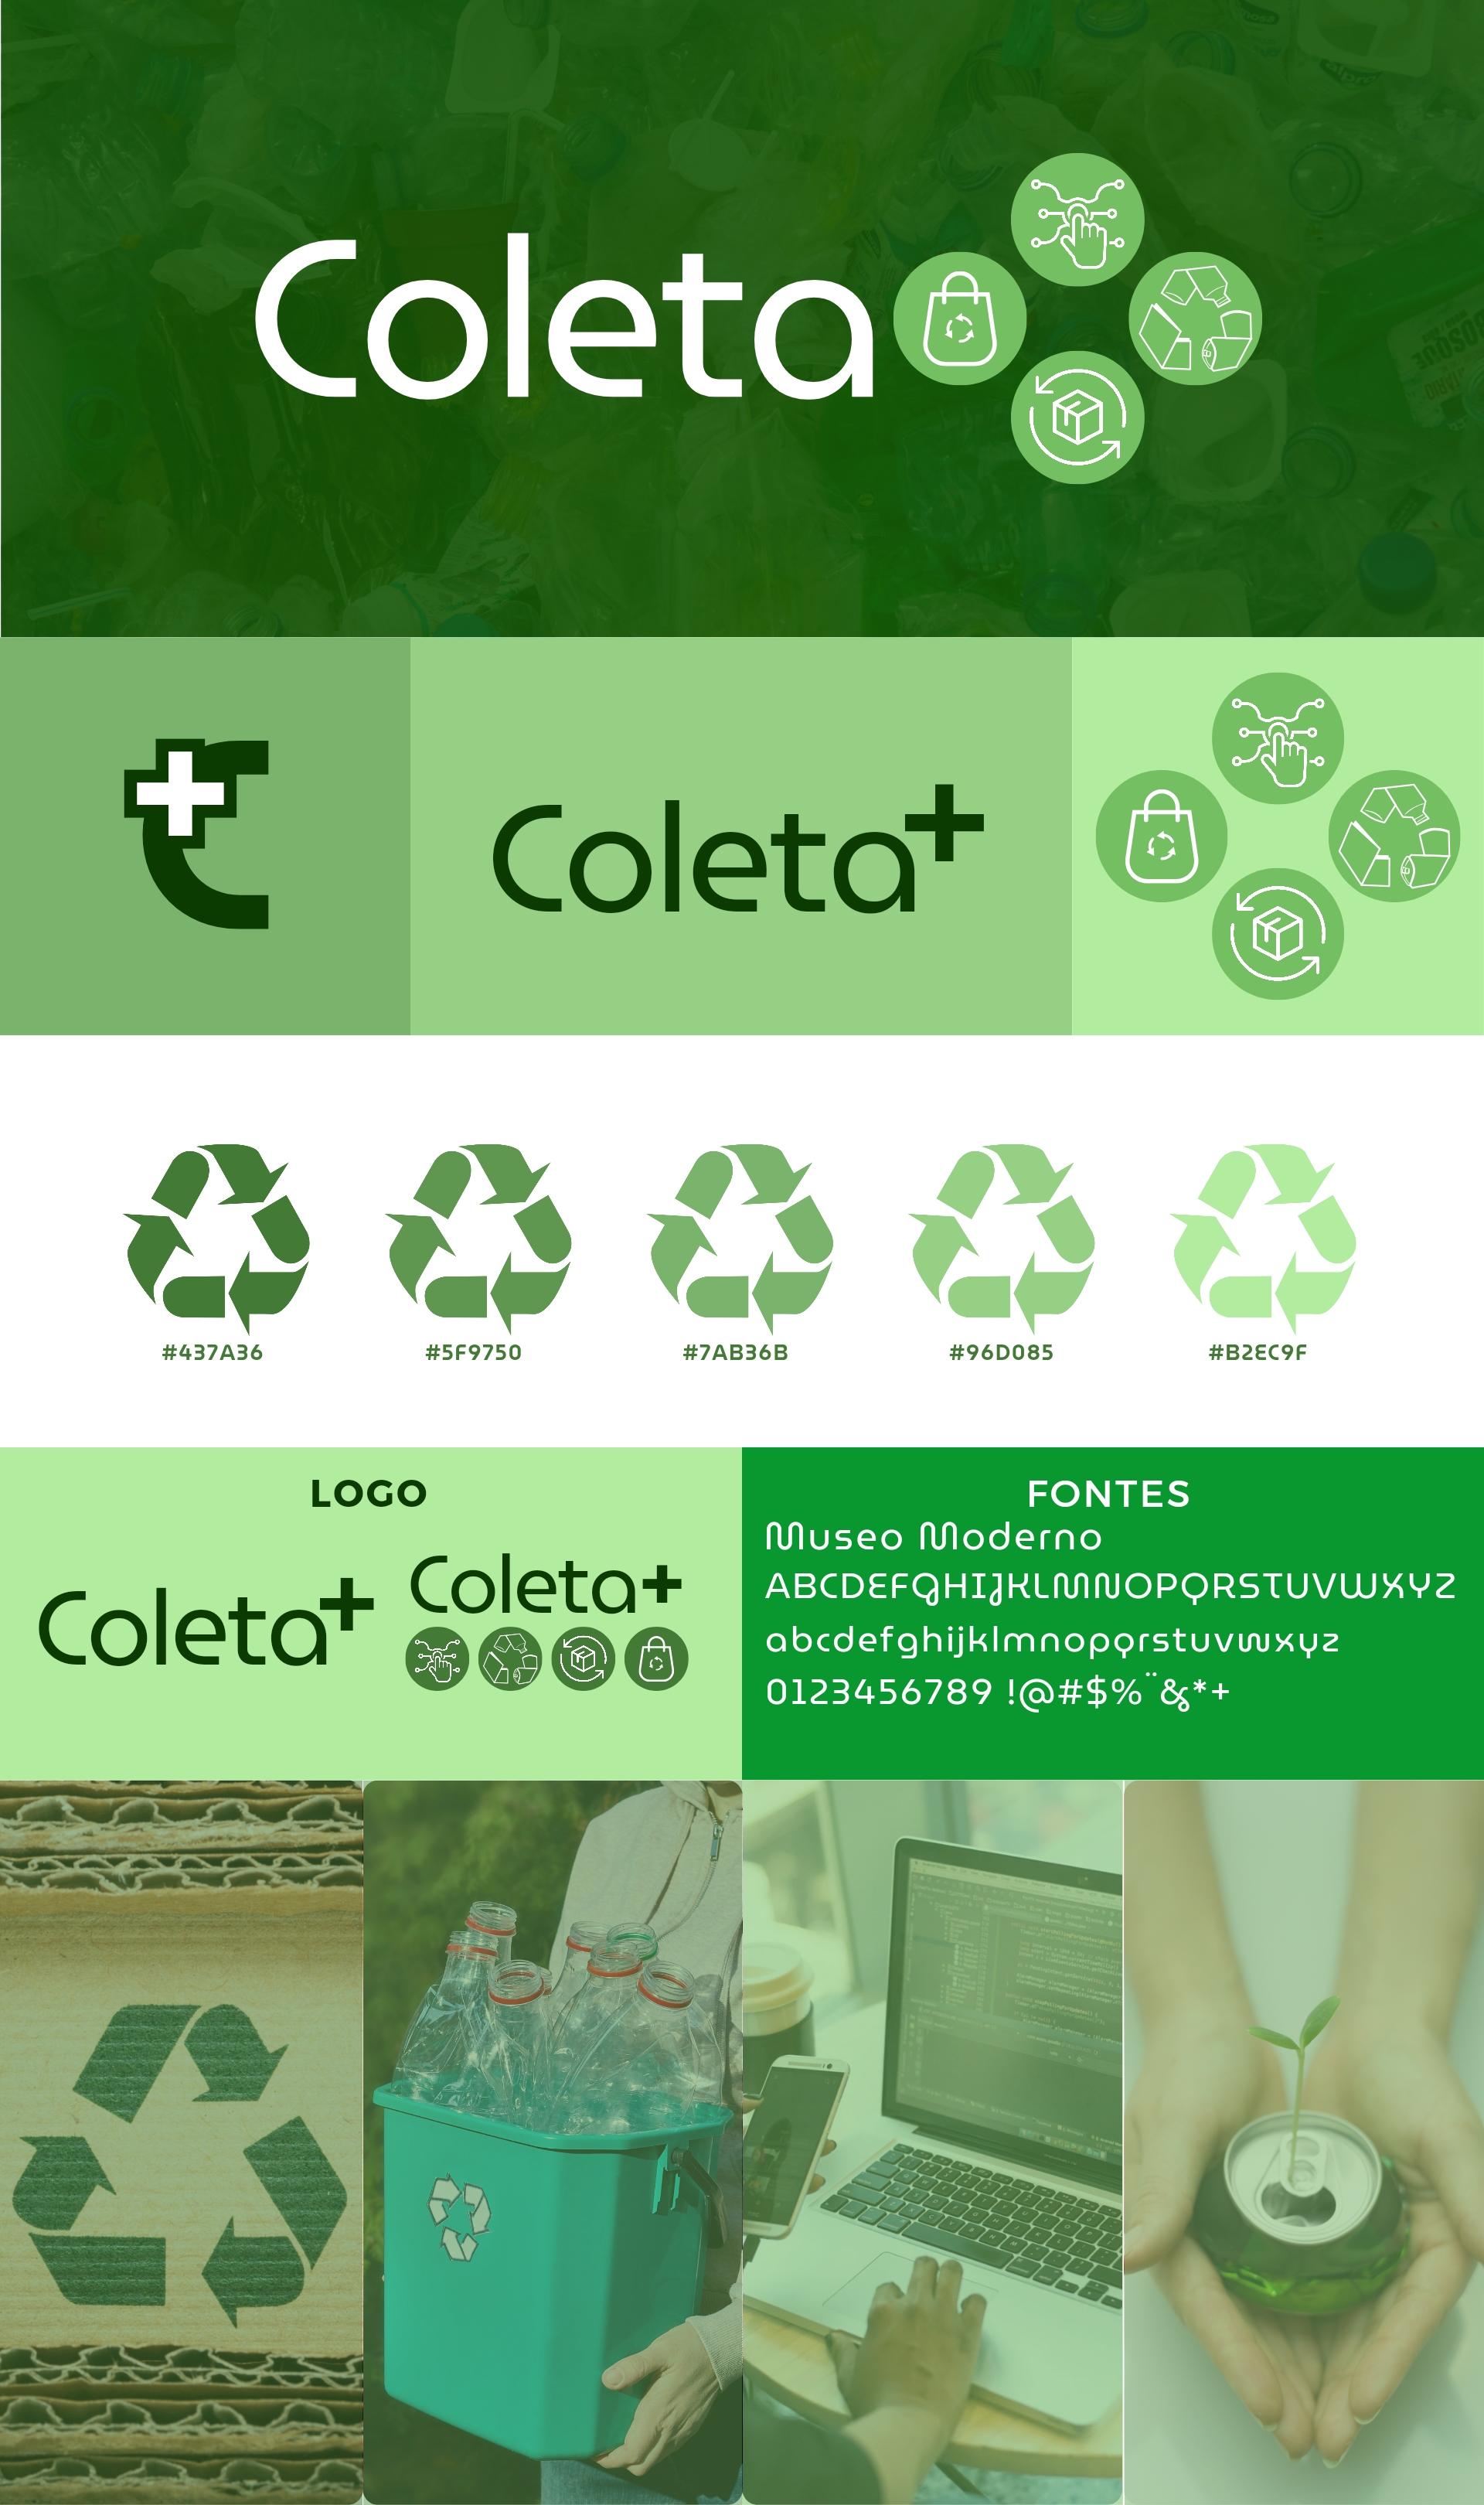 Coleta
Coleta+
#437A36
#5F9750
#7AB36B
#96D085
#B2EC9F
LOGO
Coleta+
Coleta+
FONTES
Museo Moderno
ABCDEFGHIJKLMNOPQRSTUVWXYZ
abcdefghijklmnopqrstuvwxyz
0123456789 !@#$%¨&*+